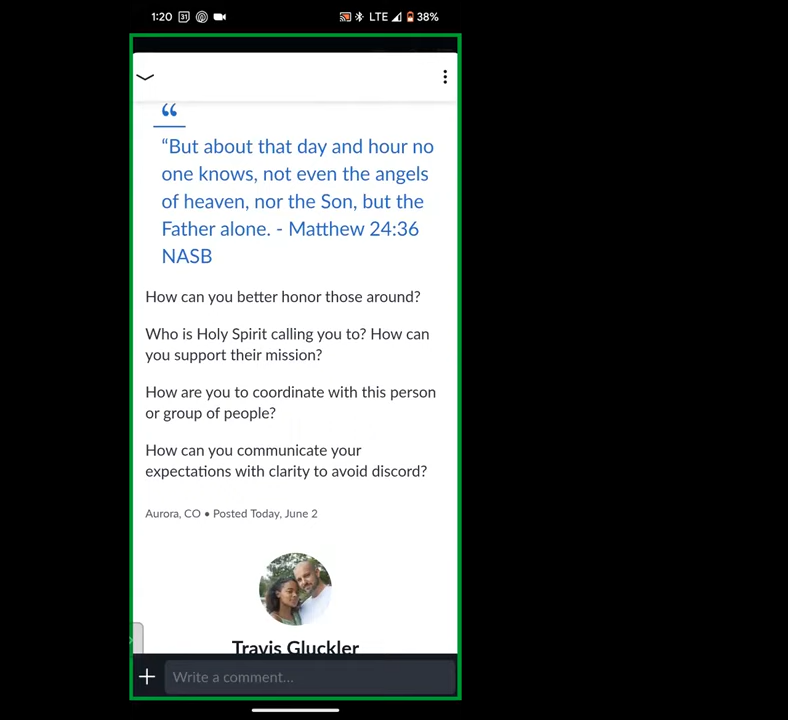 1:20 31 LTE 38%
“
“But about that day and hour no
one knows, not even the angels
of heaven, nor the Son, but the
Father alone. - Matthew 24:36
NASB
How can you better honor those around?
Who is Holy Spirit calling you to? How can
you support their mission?
How are you to coordinate with this person
or group of people?
How can you communicate your
expectations with clarity to avoid discord?
Aurora, CO • Posted Today, June 2
Travis Gluckler
+ Write a comment...